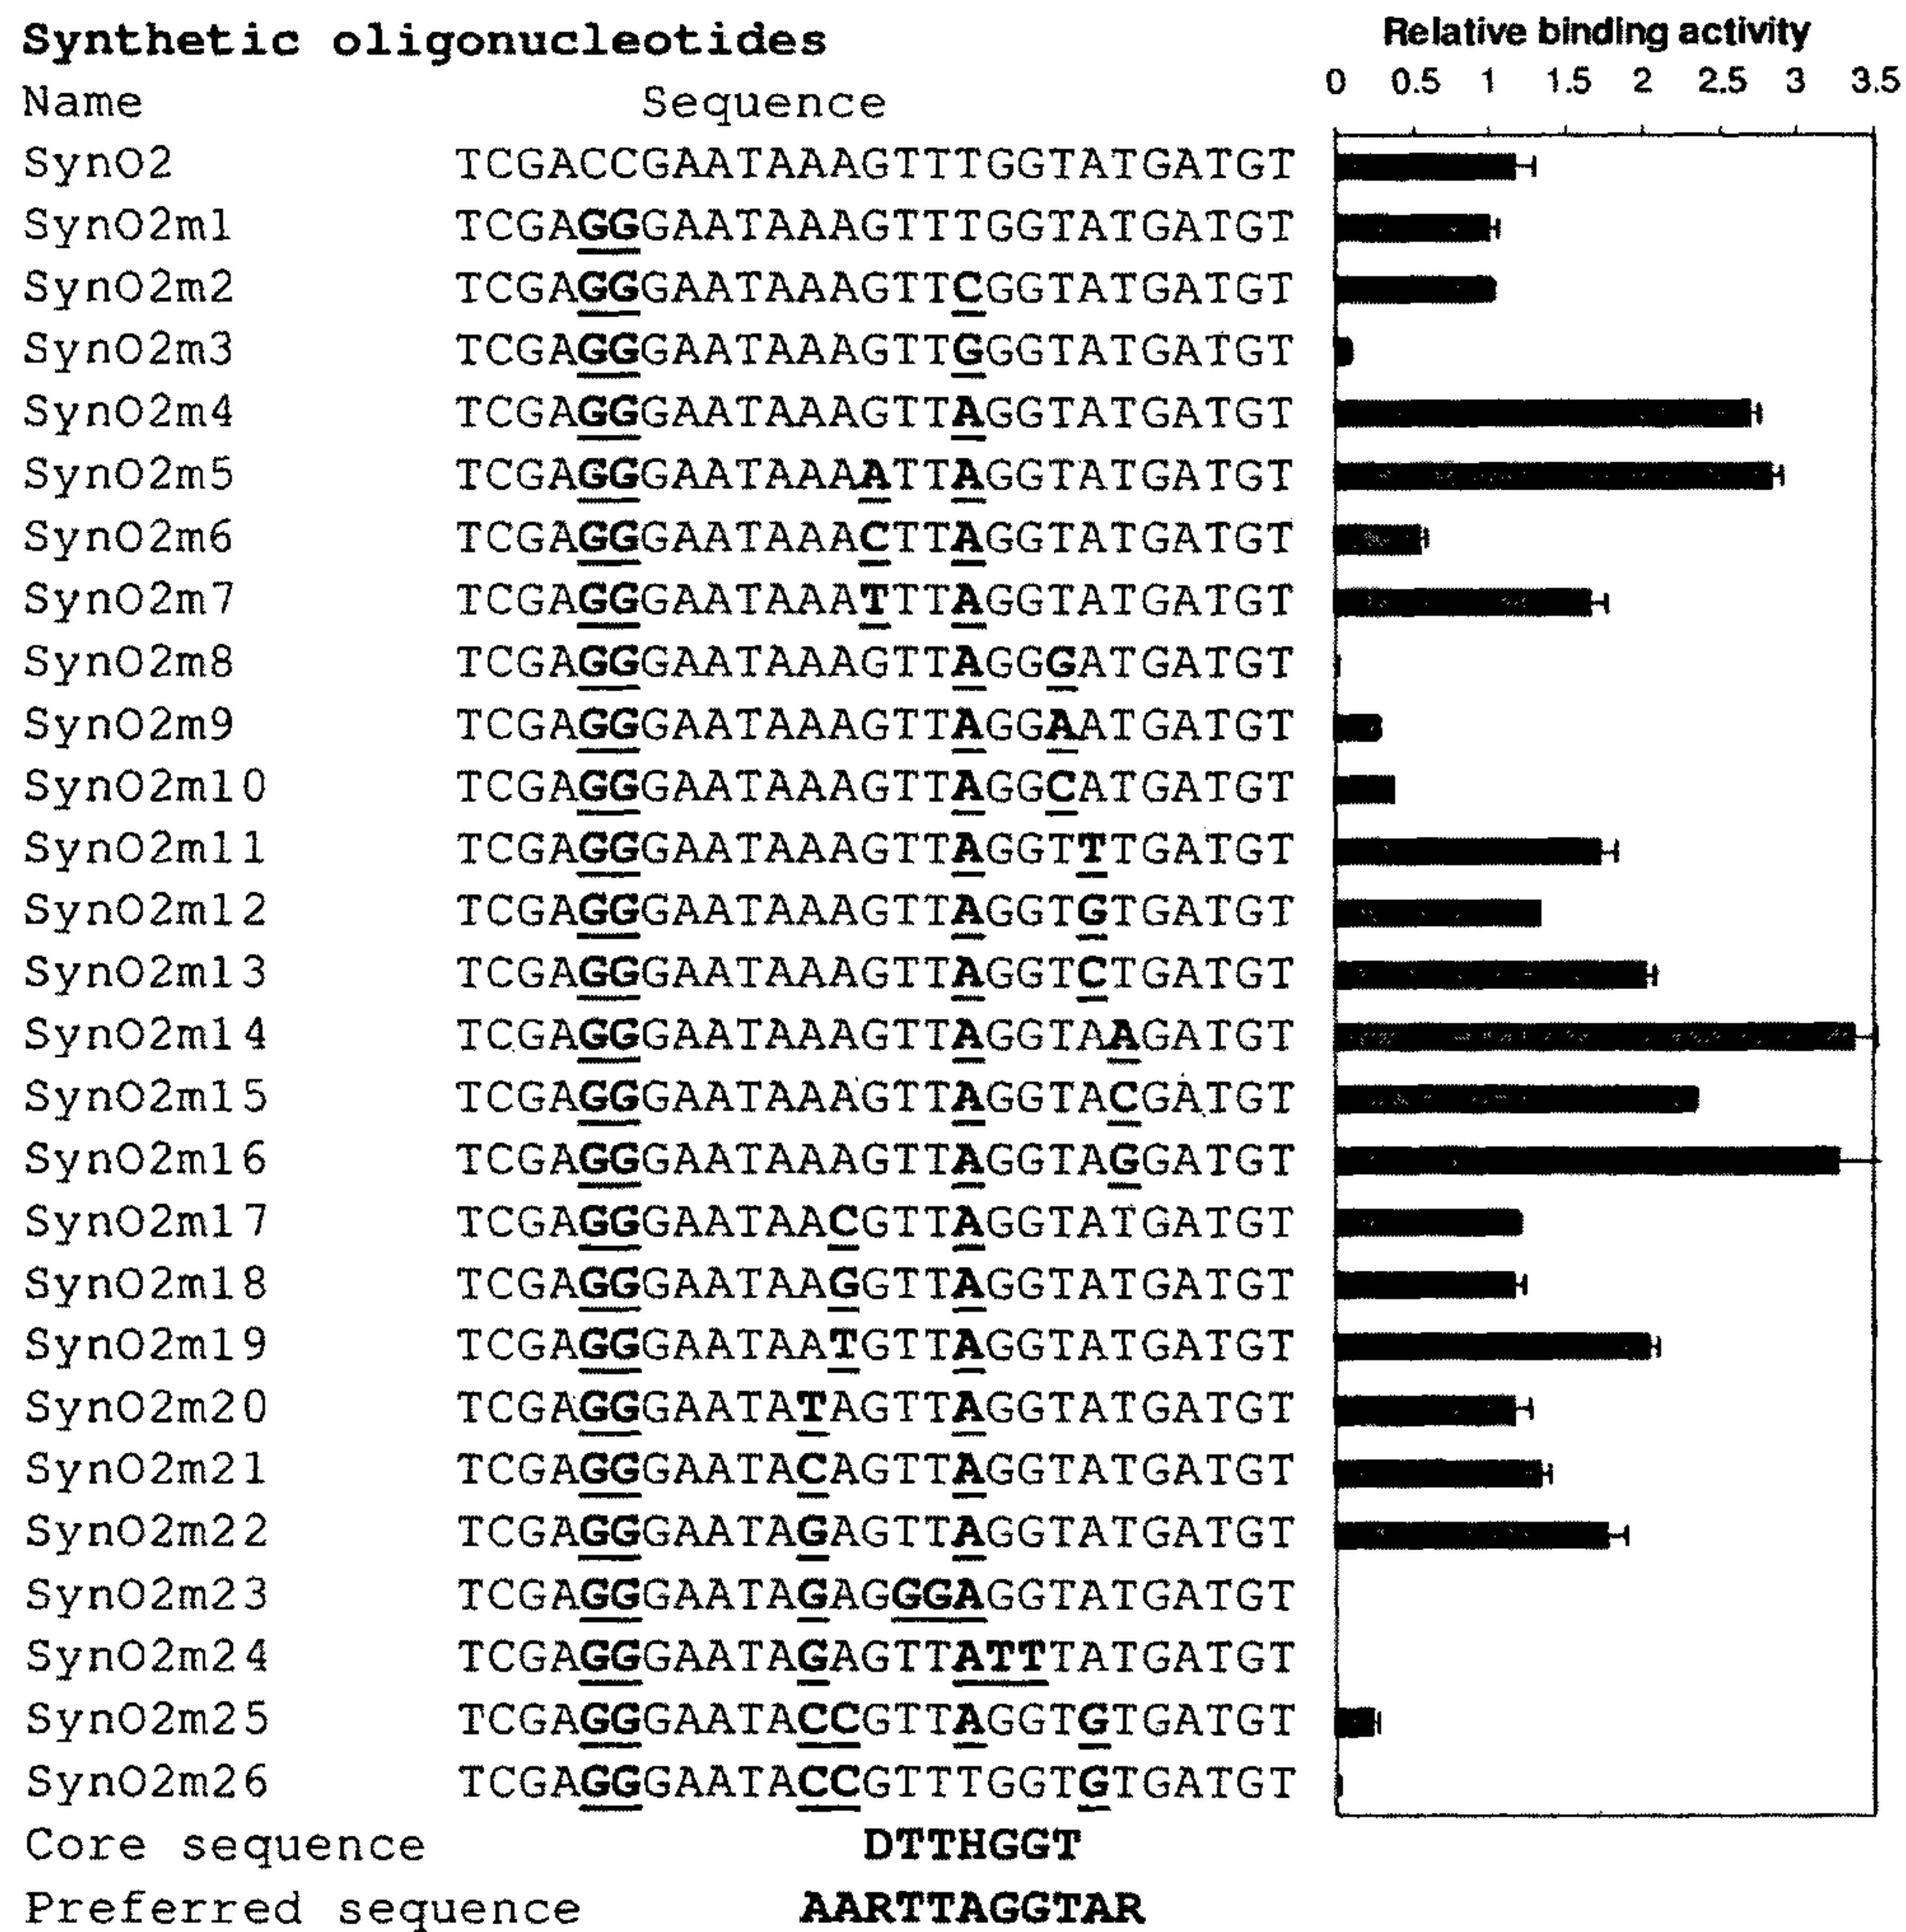 Synthetic oligonucleotides
Relative binding activity
0 0.5 1 1.5 2 2.5 3 3.5
Name Sequence
SynO2 TCGACCGAATAAAGTTTGGTATGATGT
SynO2m1 TCGAGGGAATAAAGTTTGGTATGATGT
SynO2m2 TCGAGGGAATAAAGTTCGGTATGATGT
SynO2m3 TCGAGGGAATAAAGTTGGGTATGATGT
SynO2m4 TCGAGGGAATAAAGTTAGGTATGATGT
SynO2m5 TCGAGGGAATAAAATTAGGTATGATGT
SynO2m6 TCGAGGGAATAAACTTAGGTATGATGT
SynO2m7 TCGAGGGAATAAATTTAGGTATGATGT
SynO2m8 TCGAGGGAATAAAGTTAGGGATGATGT
SynO2m9 TCGAGGGAATAAAGTTAGGAATGATGT
SynO2m10 TCGAGGGAATAAAGTTAGGCATGATGT
SynO2m11 TCGAGGGAATAAAGTTAGGTTTGATGT
SynO2m12 TCGAGGGAATAAAGTTAGGTGTGATGT
SynO2m13 TCGAGGGAATAAAGTTAGGTCTGATGT
SynO2m14 TCGAGGGAATAAAGTTAGGTAAGATGT
SynO2m15 TCGAGGGAATAAAGTTAGGTACGATGT
SynO2m16 TCGAGGGAATAAAGTTAGGTAGGATGT
SynO2m17 TCGAGGGAATAACGTTAGGTATGATGT
SynO2m18 TCGAGGGAATAAGGTTAGGTATGATGT
SynO2m19 TCGAGGGAATAATGTTAGGTATGATGT
SynO2m20 TCGAGGGAATATAGTTAGGTATGATGT
SynO2m21 TCGAGGGAATACAGTTAGGTATGATGT
SynO2m22 TCGAGGGAATAGAGTTAGGTATGATGT
SynO2m23 TCGAGGGAATAGAGGGAGGTATGATGT
SynO2m24 TCGAGGGAATAGAGTTATTTATGATGT
SynO2m25 TCGAGGGAATACCGTTAGGTGTGATGT
SynO2m26 TCGAGGGAATACCGTTTGGTGTGATGT
Core sequence DTTHGGT
Preferred sequence AARTTAGGTAR